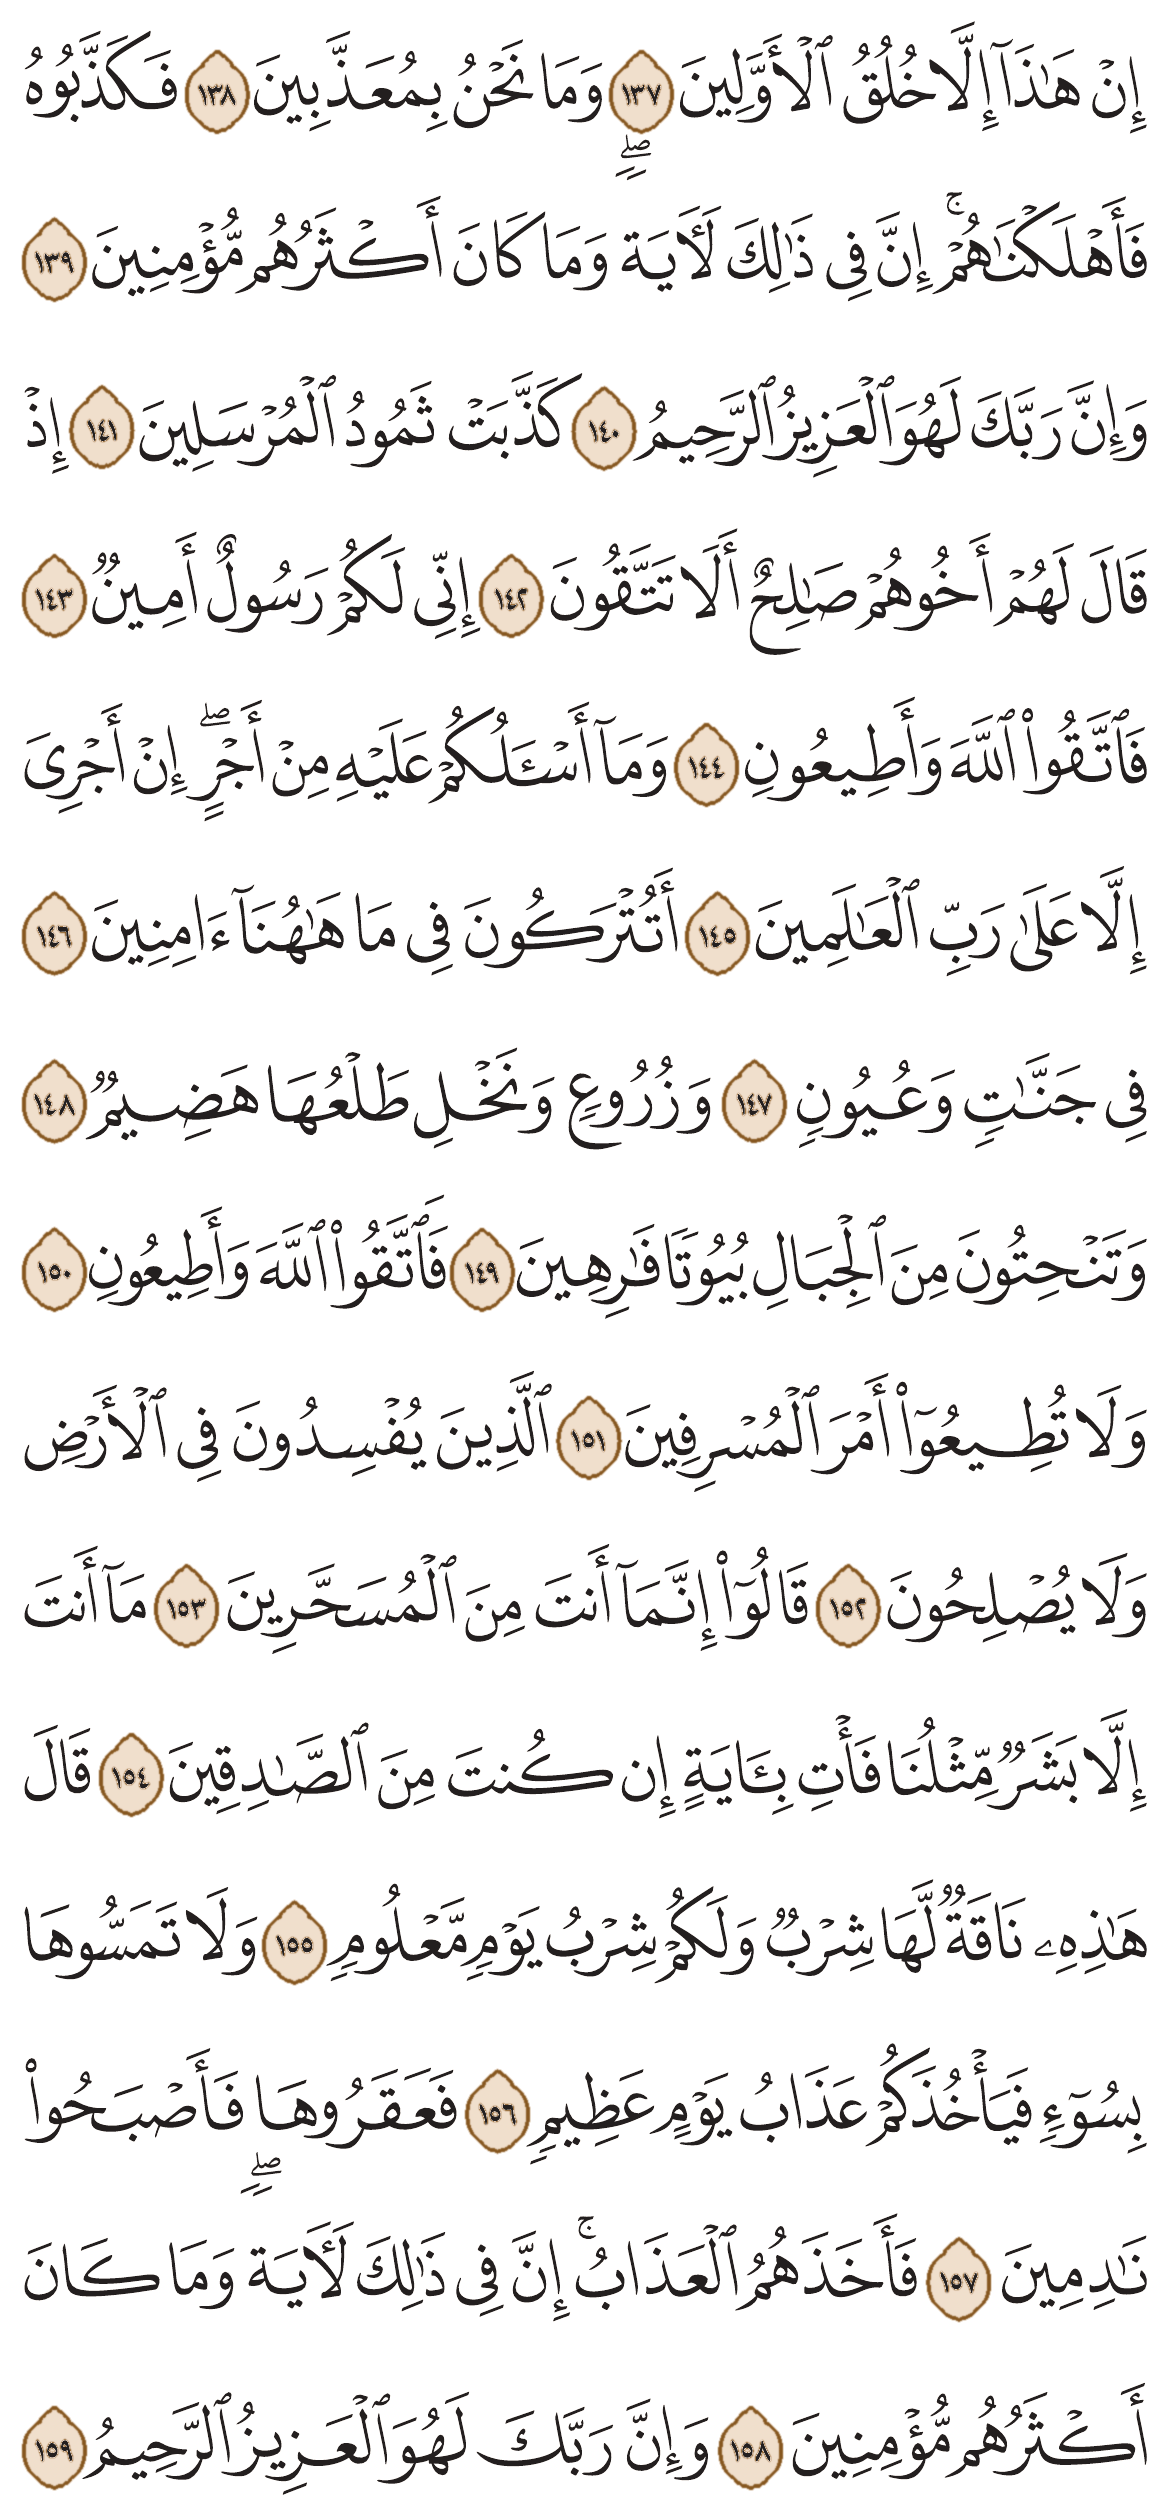 إِنۡ هَٰذَآ إِلَّا خُلُقُ ٱلۡأَوَّلِينَ ١٣٧ وَمَا نَحۡنُ بِمُعَذَّبِينَ ١٣٨ فَكَذَّبُوهُ
فَأَهۡلَكۡنَٰهُمۡۚ إِنَّ فِي ذَٰلِكَ لَأٓيَةٗۖ وَمَا كَانَ أَكۡثَرُهُم مُّؤۡمِنِينَ ١٣٩
وَإِنَّ رَبَّكَ لَهُوَ ٱلۡعَزِيزُ ٱلرَّحِيمُ ١٤٠ كَذَّبَتۡ ثَمُودُ ٱلۡمُرۡسَلِينَ ١٤١ إِذۡ
قَالَ لَهُمۡ أَخُوهُمۡ صَٰلِحٌ أَلَا تَتَّقُونَ ١٤٢ إِنِّي لَكُمۡ رَسُولٌ أَمِينٞ ١٤٣
فَٱتَّقُواْ ٱللَّهَ وَأَطِيعُونِ ١٤٤ وَمَآ أَسۡـَٔلُكُمۡ عَلَيۡهِ مِنۡ أَجۡرٍۖ إِنۡ أَجۡرِيَ
إِلَّا عَلَىٰ رَبِّ ٱلۡعَٰلَمِينَ ١٤٥ أَتُتۡرَكُونَ فِي مَا هَٰهُنَآ ءَامِنِينَ ١٤٦
فِي جَنَّٰتٖ وَعُيُونٖ ١٤٧ وَزُرُوعٖ وَنَخۡلٖ طَلۡعُهَا هَضِيمٞ ١٤٨
وَتَنۡحِتُونَ مِنَ ٱلۡجِبَالِ بُيُوتٗا فَٰرِهِينَ ١٤٩ فَٱتَّقُواْ ٱللَّهَ وَأَطِيعُونِ ١٥٠
وَلَا تُطِيعُوٓاْ أَمۡرَ ٱلۡمُسۡرِفِينَ ١٥١ ٱلَّذِينَ يُفۡسِدُونَ فِي ٱلۡأَرۡضِ
وَلَا يُصۡلِحُونَ ١٥٢ قَالُوٓاْ إِنَّمَآ أَنتَ مِنَ ٱلۡمُسَحَّرِينَ ١٥٣ مَآ أَنتَ
إِلَّا بَشَرٞ مِّثۡلُنَا فَأۡتِ بِـَٔايَةٍ إِن كُنتَ مِنَ ٱلصَّٰدِقِينَ ١٥٤ قَالَ
هَٰذِهِۦ نَاقَةٞ لَّهَا شِرۡبٞ وَلَكُمۡ شِرۡبُ يَوۡمٖ مَّعۡلُومٖ ١٥٥ وَلَا تَمَسُّوهَا
بِسُوٓءٖ فَيَأۡخُذَكُمۡ عَذَابُ يَوۡمٍ عَظِيمٖ ١٥٦ فَعَقَرُوهَا فَأَصۡبَحُواْ
نَٰدِمِينَ ١٥٧ فَأَخَذَهُمُ ٱلۡعَذَابُۚ إِنَّ فِي ذَٰلِكَ لَأٓيَةٗۖ وَمَا كَانَ
أَكۡثَرُهُم مُّؤۡمِنِينَ ١٥٨ وَإِنَّ رَبَّكَ لَهُوَ ٱلۡعَزِيزُ ٱلرَّحِيمُ ١٥٩